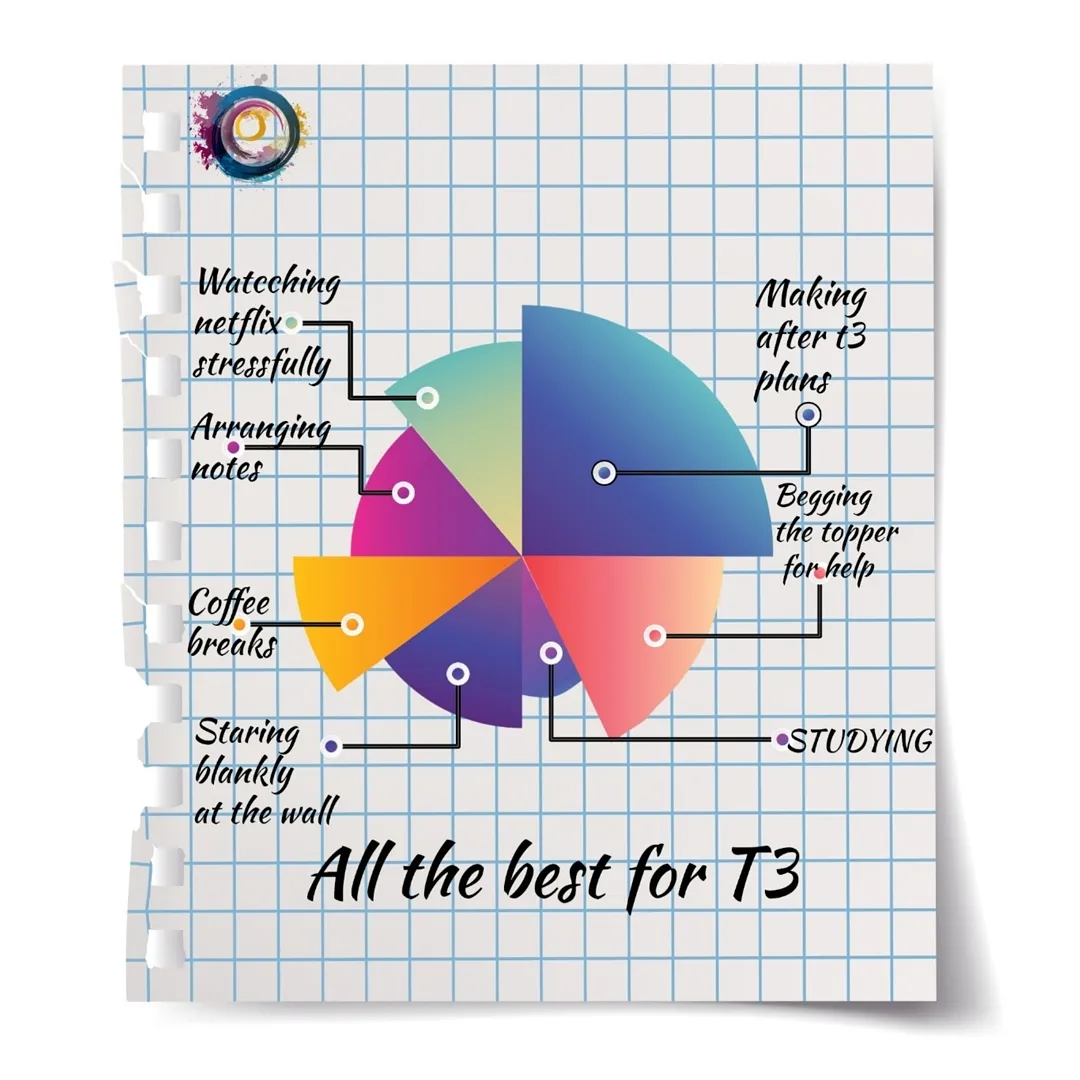 Watcching
netflix
stressfully
Arranging
notes
Coffee
breaks
Staring
blankly
at the wall
Making
after t3
plans
Begging
the topper
for help
STUDYING
All the best for T3